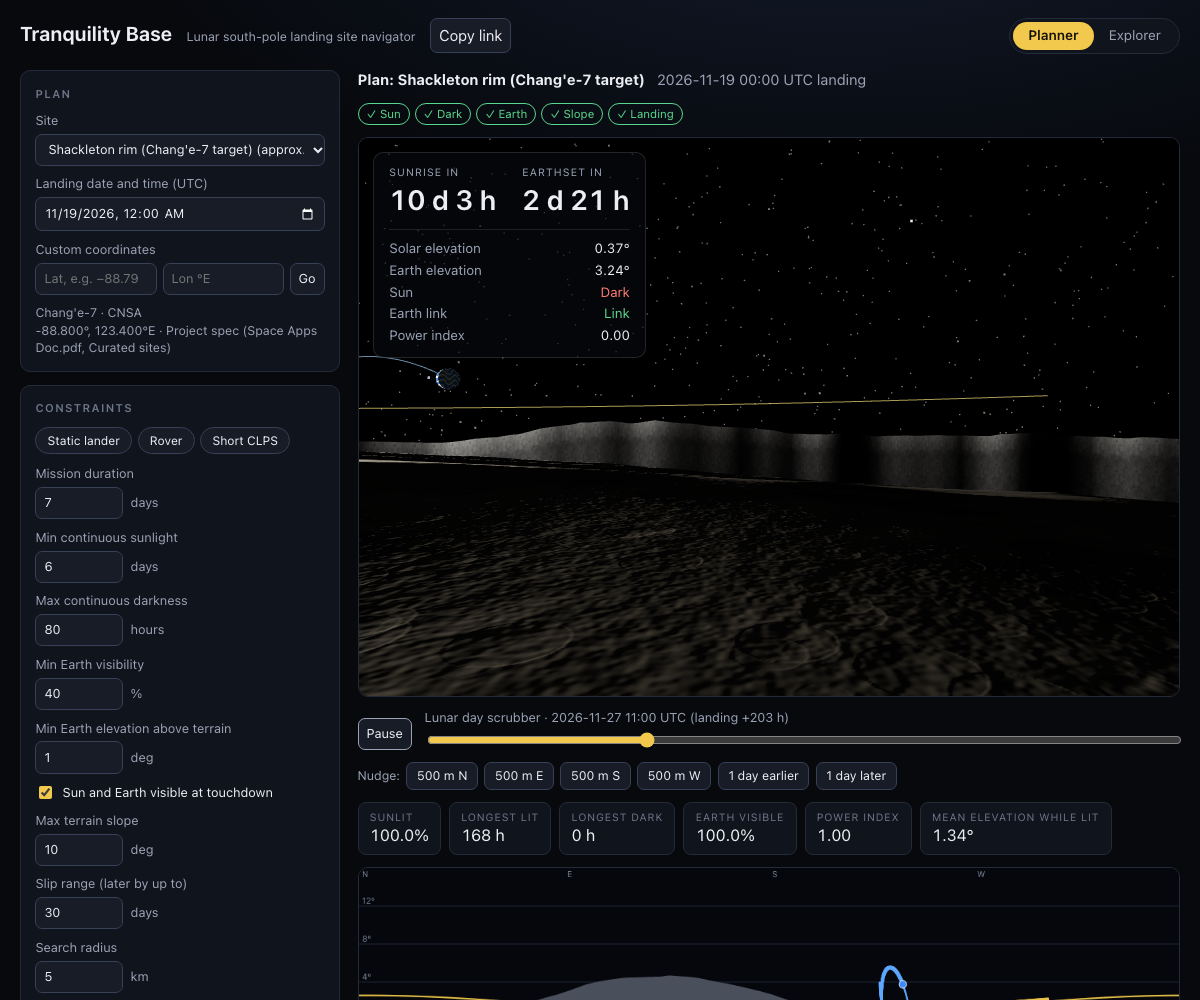 Tranquility Base Lunar south-pole landing site navigator Copy link Planner Explorer
PLAN
Site
Shackleton rim (Chang'e-7 target) (approx.
Landing date and time (UTC)
11/19/2026, 12:00 AM
Custom coordinates
Lat, e.g. −88.79 Lon °E Go
Chang'e-7 · CNSA
-88.800°, 123.400°E · Project spec (Space Apps
Doc.pdf, Curated sites)
CONSTRAINTS
Static lander Rover Short CLPS
Mission duration
7 days
Min continuous sunlight
6 days
Max continuous darkness
80 hours
Min Earth visibility
40 %
Min Earth elevation above terrain
1 deg
Sun and Earth visible at touchdown
Max terrain slope
10 deg
Slip range (later by up to)
30 days
Search radius
5 km
Plan: Shackleton rim (Chang'e-7 target) 2026-11-19 00:00 UTC landing
✓ Sun ✓ Dark ✓ Earth ✓ Slope ✓ Landing
SUNRISE IN EARTHSET IN
10 d 3 h 2 d 21 h
Solar elevation 0.37°
Earth elevation 3.24°
Sun Dark
Earth link Link
Power index 0.00
Pause
Lunar day scrubber · 2026-11-27 11:00 UTC (landing +203 h)
Nudge: 500 m N 500 m E 500 m S 500 m W 1 day earlier 1 day later
SUNLIT LONGEST LIT LONGEST DARK EARTH VISIBLE POWER INDEX MEAN ELEVATION WHILE LIT
100.0% 168 h 0 h 100.0% 1.00 1.34°
N E S W
12°
8°
4°